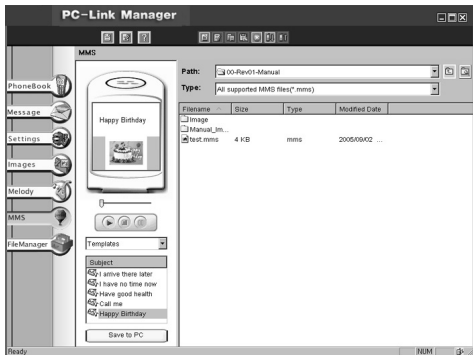 PC-Link Manager
MMS
Path: 00-Rev01-Manual
Type: All supported MMS files(*.mms)
Filename Size Type Modified Date
Image
Manual_Im...
test.mms 4 KB mms 2005/09/02 ...
PhoneBook
Message
Settings
Images
Melody
MMS
FileManager
Happy Birthday
Templates
Subject
I arrive there later
I have no time now
Have good health
Call me
Happy Birthday
Save to PC
Ready
NUM